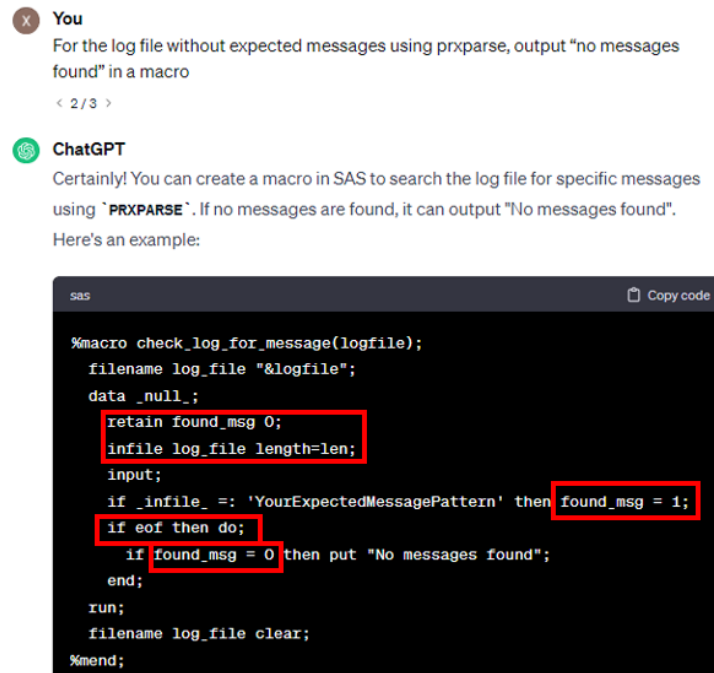 X You
For the log file without expected messages using prxparse, output “no messages
found” in a macro
< 2/3 >
ChatGPT
Certainly! You can create a macro in SAS to search the log file for specific messages
using `PRXPARSE`. If no messages are found, it can output "No messages found".
Here's an example:
sas Copy code
%macro check_log_for_message(logfile);
filename log_file "&logfile";
data _null_;
retain found_msg 0;
infile log_file length=len;
input;
if _infile_ =: 'YourExpectedMessagePattern' then found_msg = 1;
if eof then do;
if found_msg = 0 then put "No messages found";
end;
run;
filename log_file clear;
%mend;